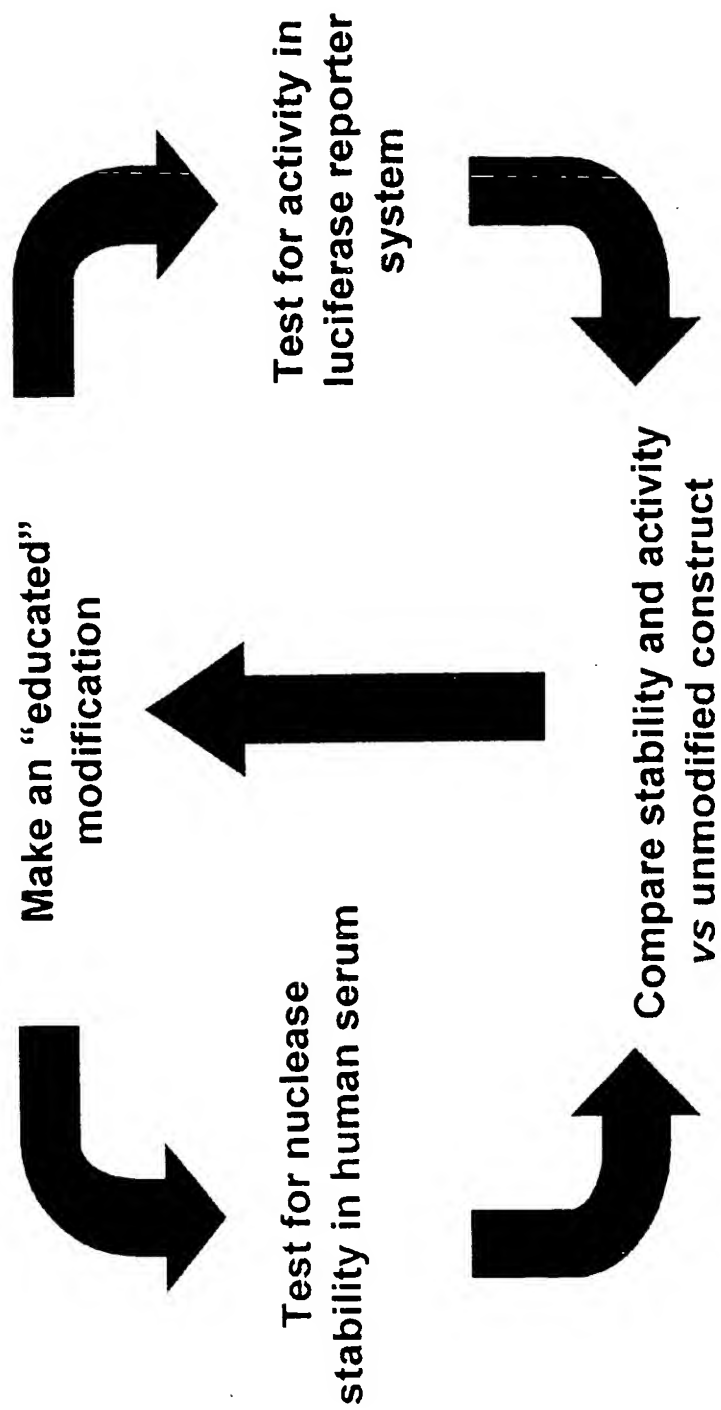 Make an “educated”
modification
Test for nuclease
stability in human serum
Test for activity in
luciferase reporter
system
Compare stability and activity
vs unmodified construct